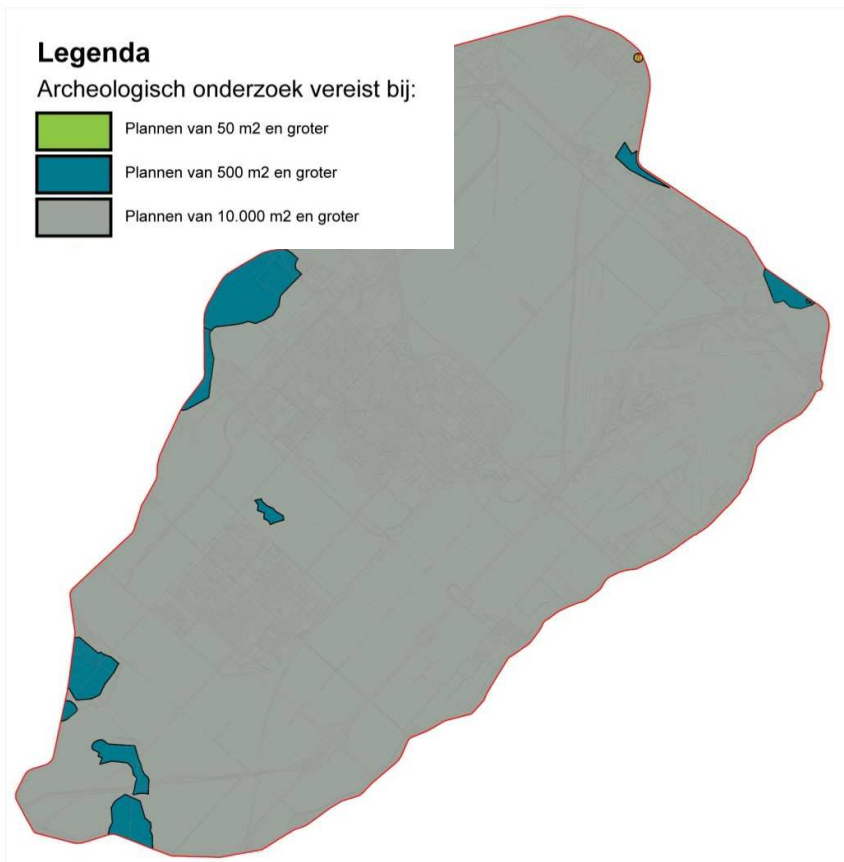 Legenda
Archeologisch onderzoek vereist bij:
Plannen van 50 m2 en groter
Plannen van 500 m2 en groter
Plannen van 10.000 m2 en groter